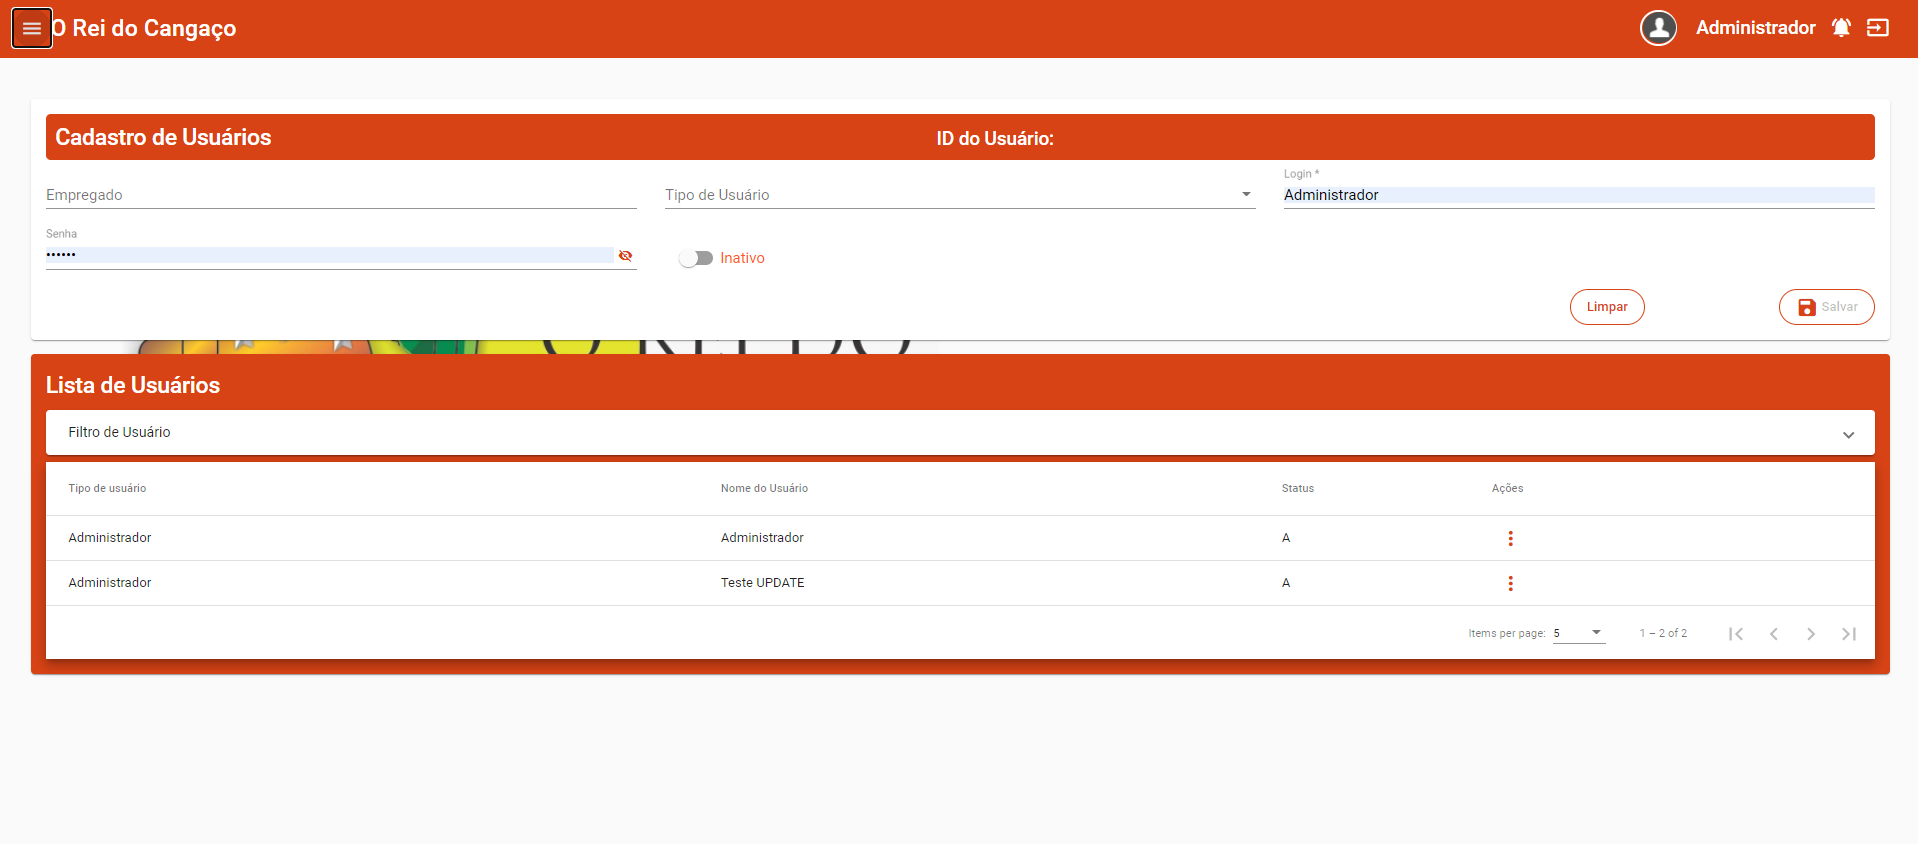 O Rei do Cangaço
Administrador
Cadastro de Usuários
ID do Usuário:
Empregado
Tipo de Usuário
Login *
Administrador
Senha
••••••
Inativo
Limpar
Salvar
Lista de Usuários
Filtro de Usuário
Tipo de usuário Nome do Usuário Status Ações
Administrador Administrador A
Administrador Teste UPDATE A
Items per page: 5 1 – 2 of 2